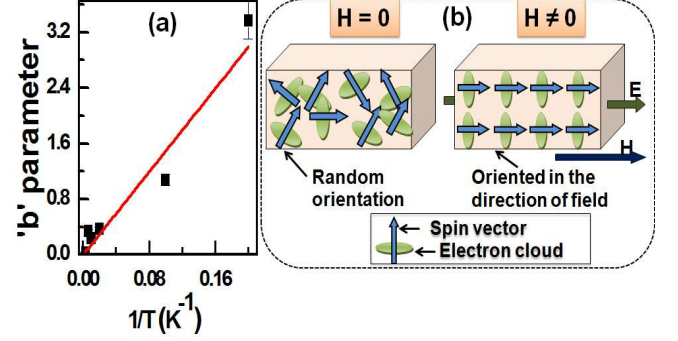 (a)
3.2
2.4
1.6
0.8
0.0
'b' parameter
0.00 0.08 0.16
1/T(K⁻¹)
(b)
H = 0
H ≠ 0
E
H
Random
orientation
Oriented in the
direction of field
Spin vector
Electron cloud